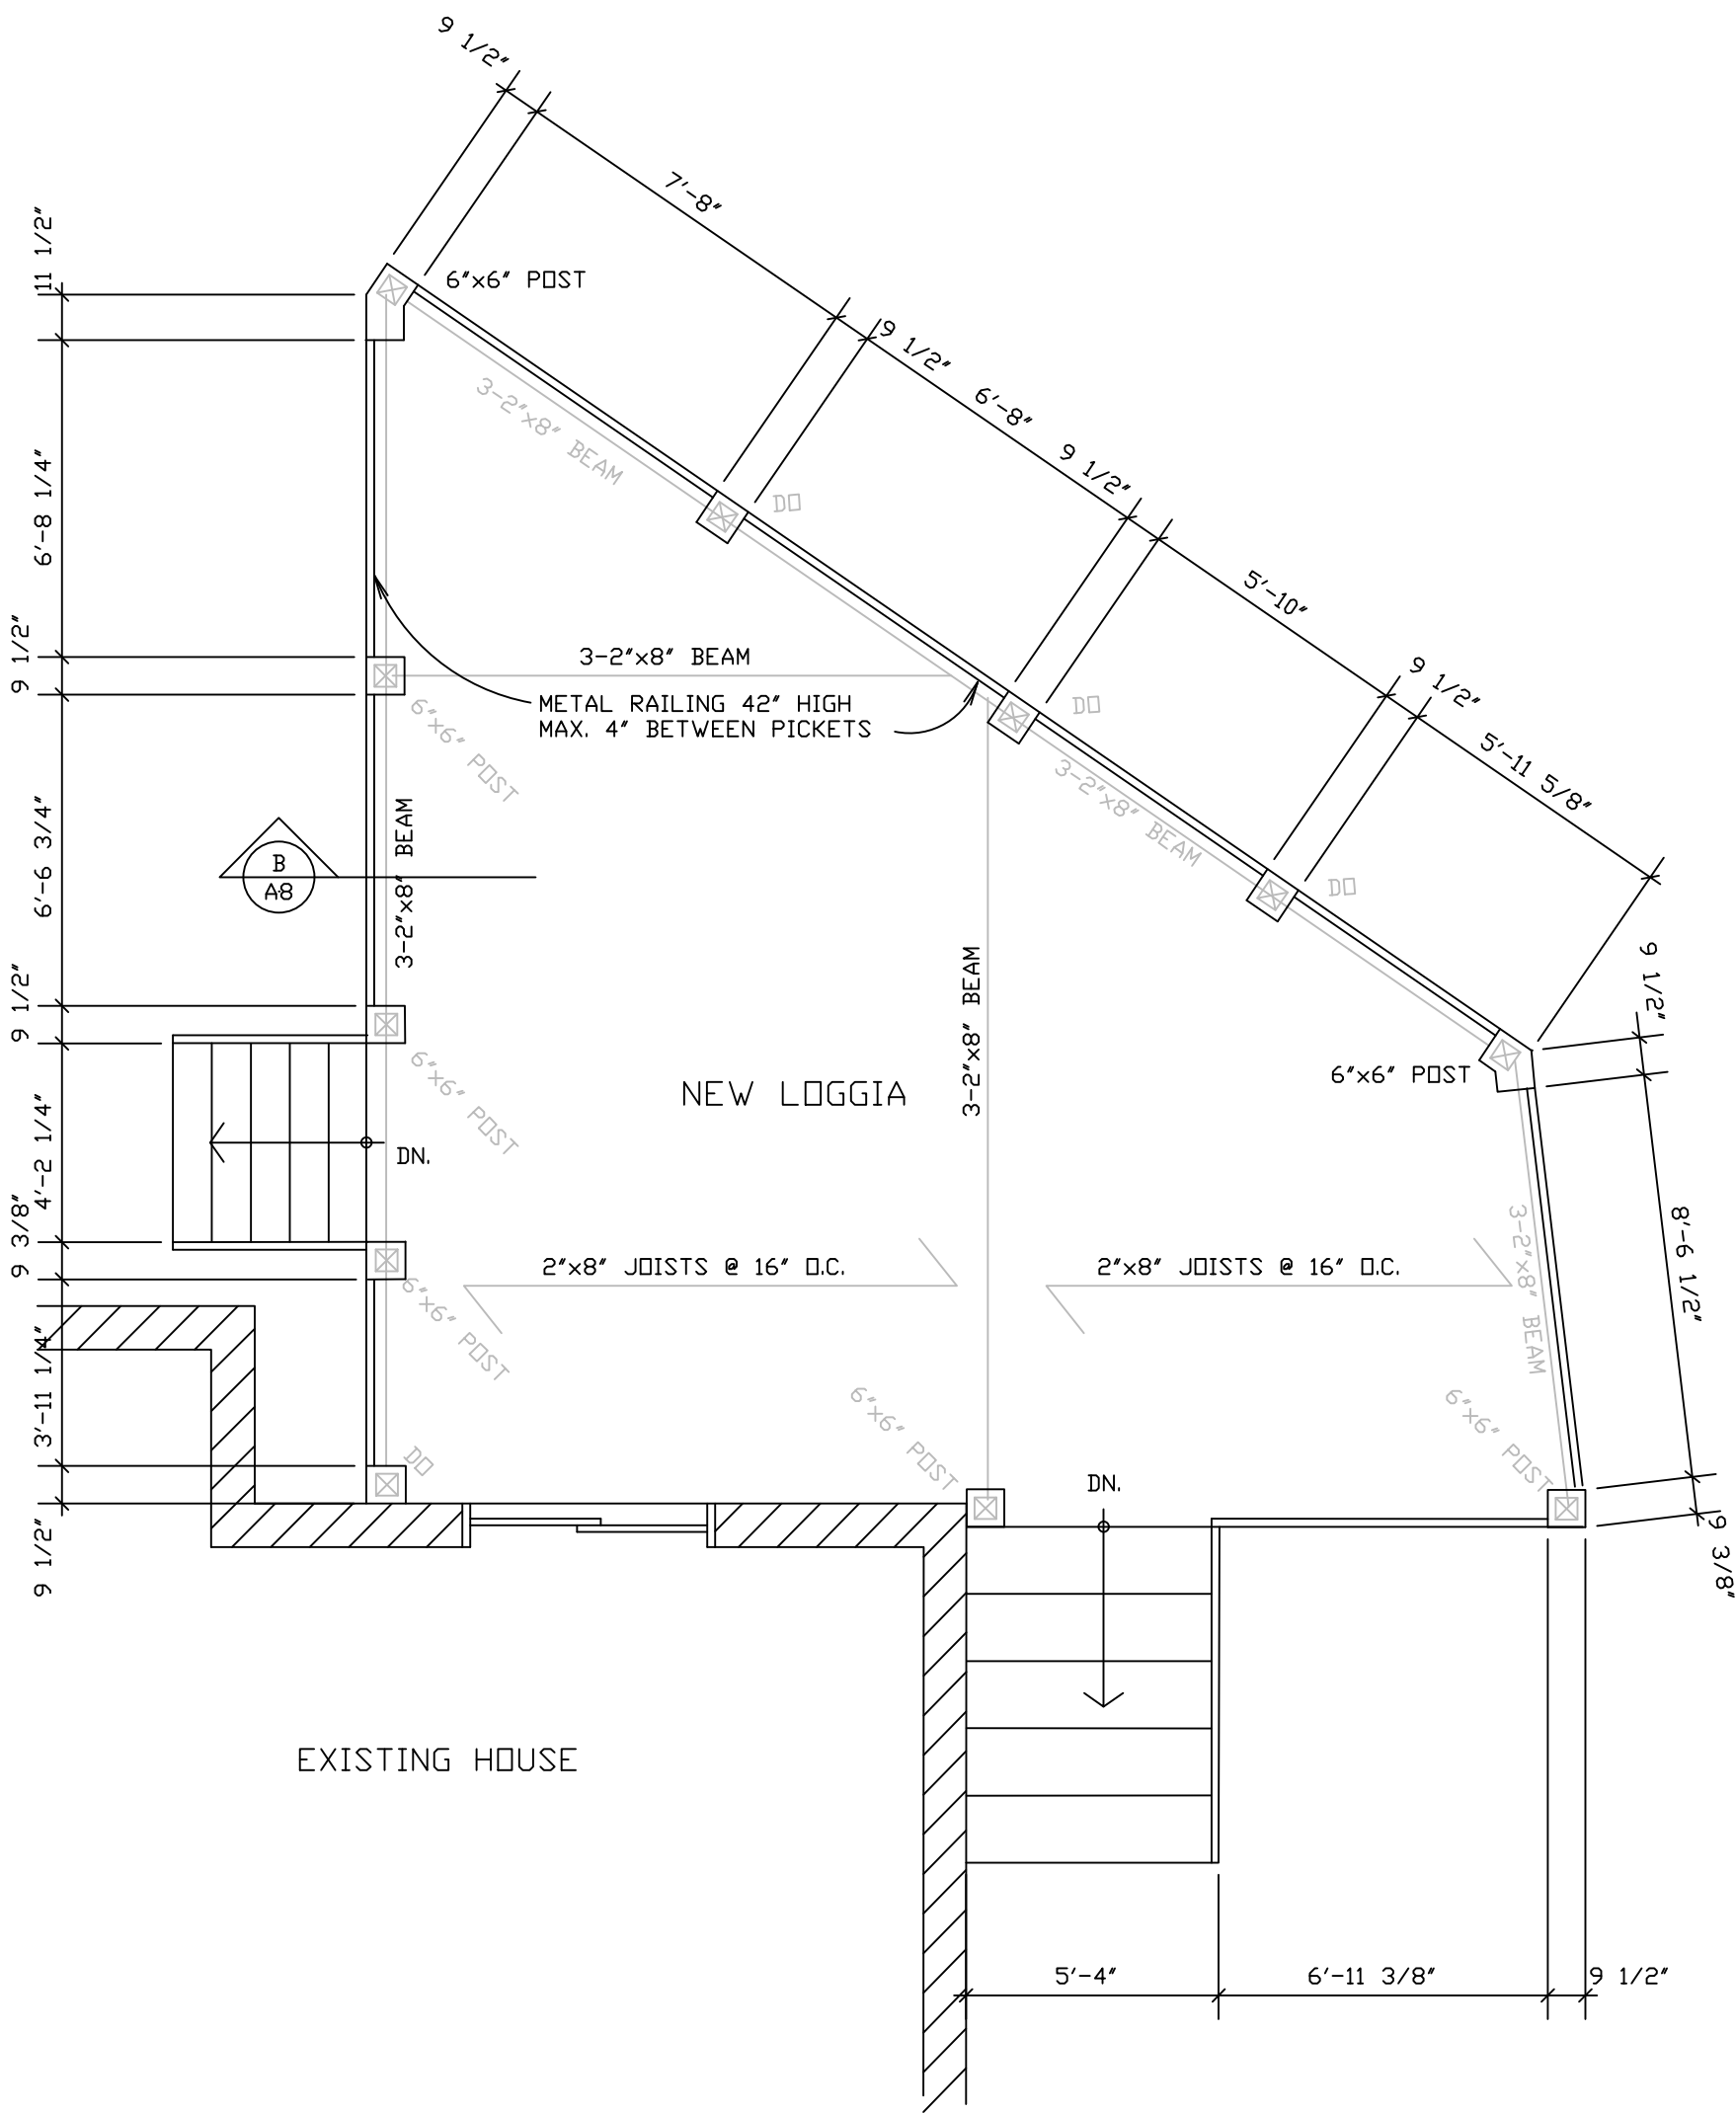 9 1/2"
7'-8"
9 1/2"
6'-8"
9 1/2"
5'-10"
9 1/2"
5'-11 5/8"
9 1/2"
8'-6 1/2"
9 3/8"
11 1/2"
6'-8 1/4"
9 1/2"
6'-6 3/4"
9 1/2"
4'-2 1/4"
9 3/8"
3'-11 1/4"
9 1/2"
6"x6" POST
3-2"x8" BEAM
DO
3-2"x8" BEAM
METAL RAILING 42" HIGH
MAX. 4" BETWEEN PICKETS
6"x6" POST
DO
3-2"x8" BEAM
3-2"x8" BEAM
B
A8
DO
3-2"x8" BEAM
6"x6" POST
NEW LOGGIA
6"x6" POST
DN.
3-2"x8" BEAM
2"x8" JOISTS @ 16" O.C.
2"x8" JOISTS @ 16" O.C.
6"x6" POST
6"x6" POST
6"x6" POST
DO
DN.
EXISTING HOUSE
5'-4"
6'-11 3/8"
9 1/2"